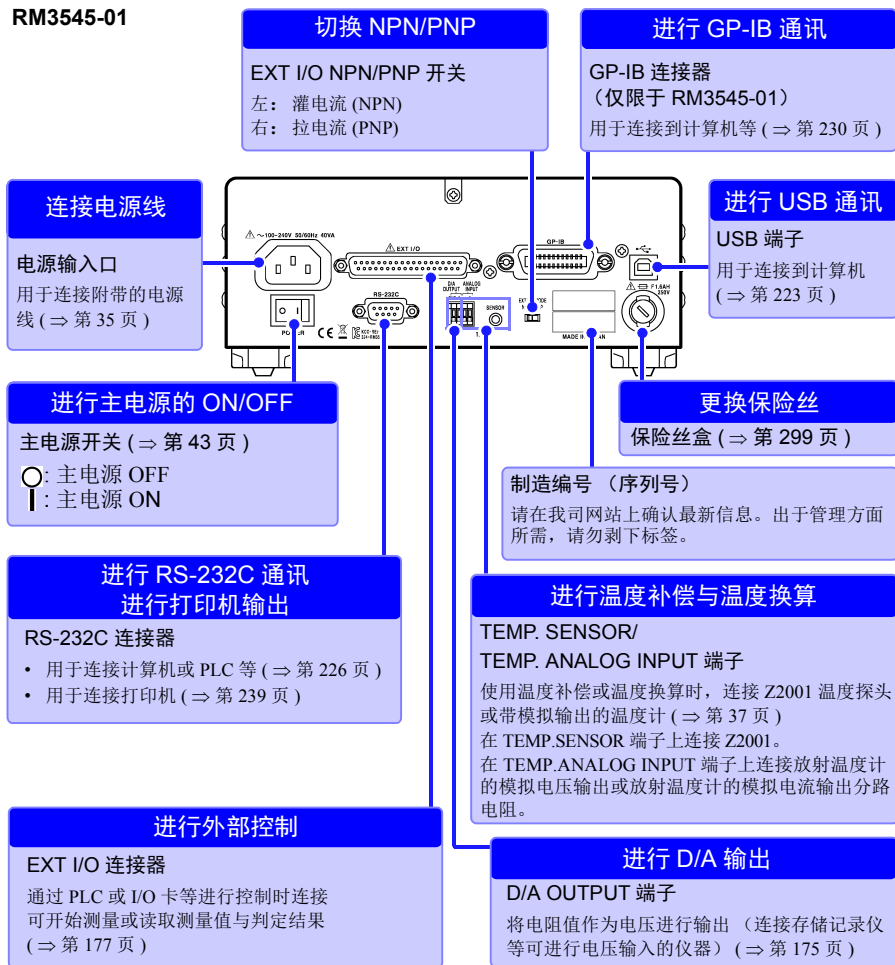 RM3545-01
切换 NPN/PNP
EXT I/O NPN/PNP 开关
左： 灌电流 (NPN)
右： 拉电流 (PNP)
进行 GP-IB 通讯
GP-IB 连接器
（仅限于 RM3545-01）
用于连接到计算机等 ( ⇒ 第 230 页 )
连接电源线
电源输入口
用于连接附带的电源
线 ( ⇒ 第 35 页 )
进行 USB 通讯
USB 端子
用于连接到计算机
( ⇒ 第 223 页 )
～100-240V 50/60Hz 40VA
EXT I/O
GP-IB
RS-232C
D/A OUTPUT
ANALOG INPUT
SENSOR
F1.6AH
250V
POWER
CE
MADE IN
进行主电源的 ON/OFF
主电源开关 ( ⇒ 第 43 页 )
○: 主电源 OFF
┃: 主电源 ON
更换保险丝
保险丝盒 ( ⇒ 第 299 页 )
制造编号 （序列号）
请在我司网站上确认最新信息。出于管理方面
所需，请勿剥下标签。
进行 RS-232C 通讯
进行打印机输出
RS-232C 连接器
• 用于连接计算机或 PLC 等 ( ⇒ 第 226 页 )
• 用于连接打印机 ( ⇒ 第 239 页 )
进行温度补偿与温度换算
TEMP. SENSOR/
TEMP. ANALOG INPUT 端子
使用温度补偿或温度换算时，连接 Z2001 温度探头
或带模拟输出的温度计 ( ⇒ 第 37 页 )
在 TEMP.SENSOR 端子上连接 Z2001。
在 TEMP.ANALOG INPUT 端子上连接放射温度计
的模拟电压输出或放射温度计的模拟电流输出分路
电阻。
进行外部控制
EXT I/O 连接器
通过 PLC 或 I/O 卡等进行控制时连接
可开始测量或读取测量值与判定结果
( ⇒ 第 177 页 )
进行 D/A 输出
D/A OUTPUT 端子
将电阻值作为电压进行输出 （连接存储记录仪
等可进行电压输入的仪器） ( ⇒ 第 175 页 )